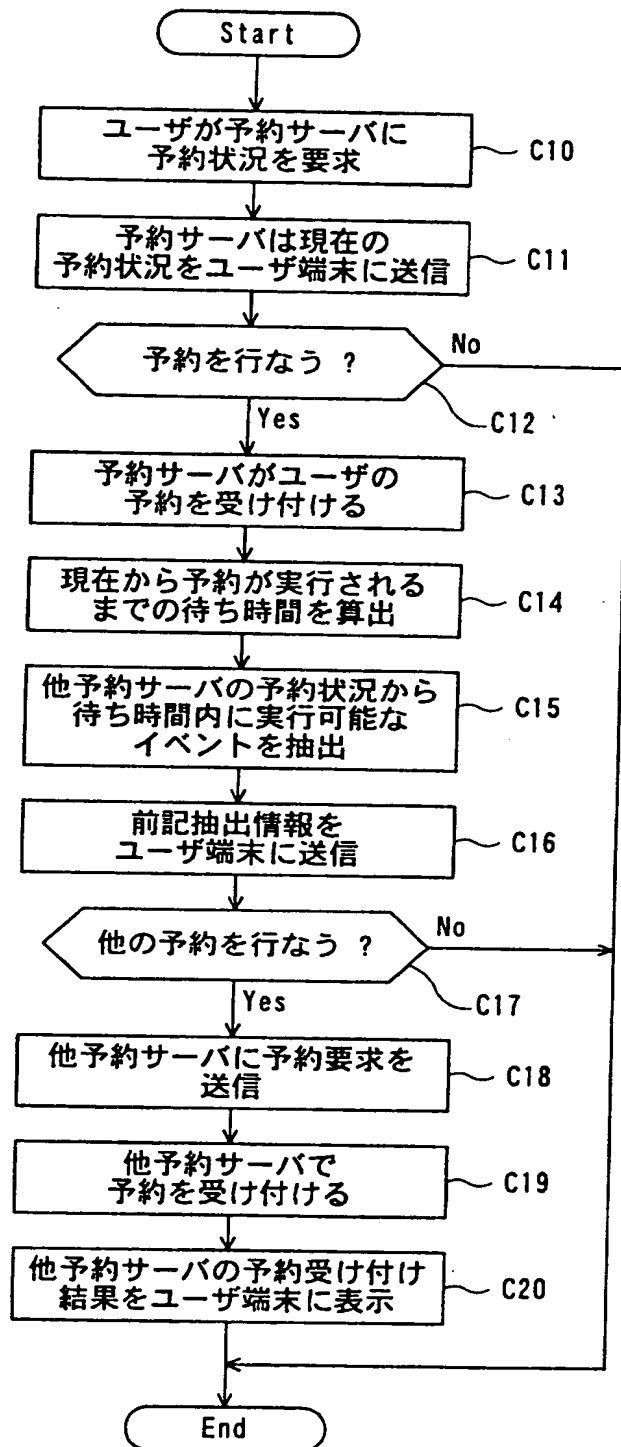 Start
ユーザが予約サーバに
予約状況を要求
C10
予約サーバは現在の
予約状況をユーザ端末に送信
C11
予約を行なう ?
No
C12
Yes
予約サーバがユーザの
予約を受け付ける
C13
現在から予約が実行される
までの待ち時間を算出
C14
他予約サーバの予約状況から
待ち時間内に実行可能な
イベントを抽出
C15
前記抽出情報を
ユーザ端末に送信
C16
他の予約を行なう ?
No
C17
Yes
他予約サーバに予約要求を
送信
C18
他予約サーバで
予約を受け付ける
C19
他予約サーバの予約受け付け
結果をユーザ端末に表示
C20
End